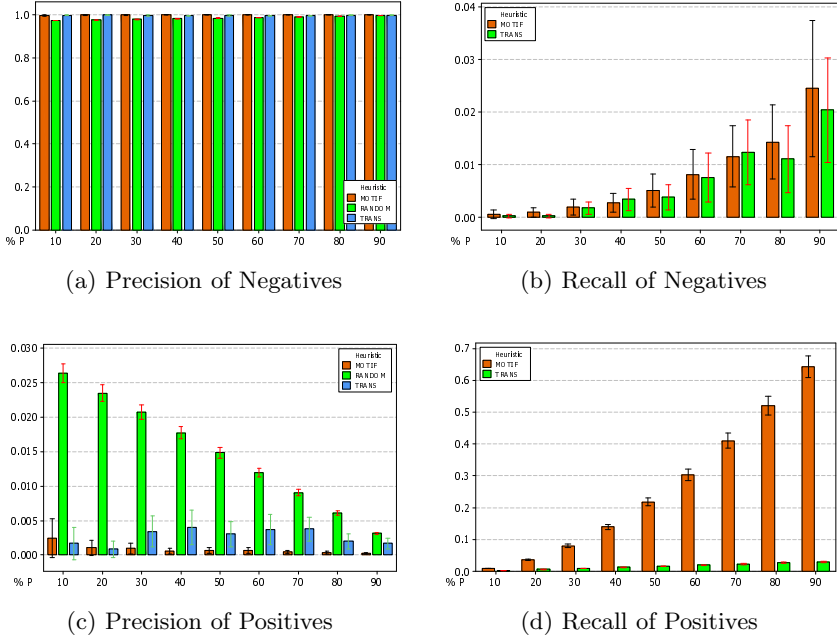 1.0
0.8
0.6
0.4
0.2
0.0
Heuristic
MOTIF
RANDOM
TRANS
% P 10 20 30 40 50 60 70 80 90
(a) Precision of Negatives
0.04
0.03
0.02
0.01
0.00
Heuristic
MOTIF
TRANS
% P 10 20 30 40 50 60 70 80 90
(b) Recall of Negatives
0.030
0.025
0.020
0.015
0.010
0.005
0.000
Heuristic
MOTIF
RANDOM
TRANS
% P 10 20 30 40 50 60 70 80 90
(c) Precision of Positives
0.7
0.6
0.5
0.4
0.3
0.2
0.1
0.0
Heuristic
MOTIF
TRANS
% P 10 20 30 40 50 60 70 80 90
(d) Recall of Positives